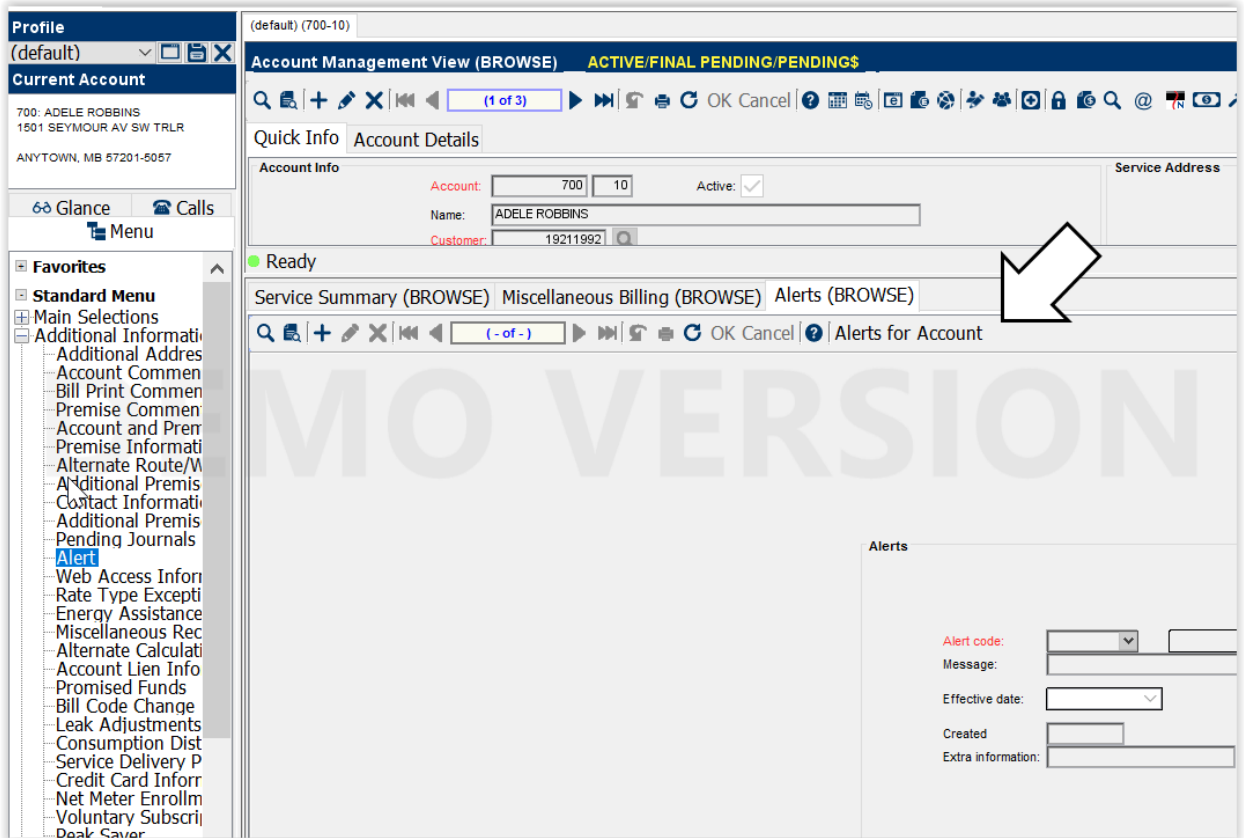 Profile
(default)
Current Account
700: ADELE ROBBINS
1501 SEYMOUR AV SW TRLR
ANYTOWN, MB 57201-5057
Glance
Calls
Menu
Favorites
Standard Menu
Main Selections
Additional Informati
Additional Addres
Account Commen
Bill Print Commen
Premise Commen
Account and Prem
Premise Informati
Alternate Route/W
Additional Premis
Contact Informati
Additional Premis
Pending Journals
Alert
Web Access Inforr
Rate Type Excepti
Energy Assistance
Miscellaneous Rec
Alternate Calculati
Account Lien Info
Promised Funds
Bill Code Change
Leak Adjustments
Consumption Dist
Service Delivery P
Credit Card Inforr
Net Meter Enrollm
Voluntary Subscri
Peak Saver
(default) (700-10)
Account Management View (BROWSE) ACTIVE/FINAL PENDING/PENDING$
(1 of 3) OK Cancel
Quick Info Account Details
Account Info
Service Address
Account: 700 10 Active:
Name: ADELE ROBBINS
Customer: 19211992
Ready
Service Summary (BROWSE) Miscellaneous Billing (BROWSE) Alerts (BROWSE)
( - of - ) OK Cancel Alerts for Account
MO VERSION
Alerts
Alert code:
Message:
Effective date:
Created
Extra information: